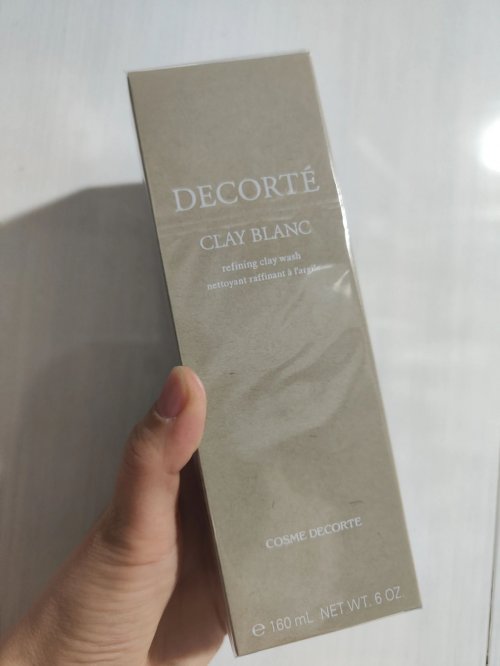 DECORTÉ
CLAY BLANC
refining clay wash
nettoyant raffinant à l'argile
COSME DECORTE
℮ 160 mL NET WT. 6 OZ.